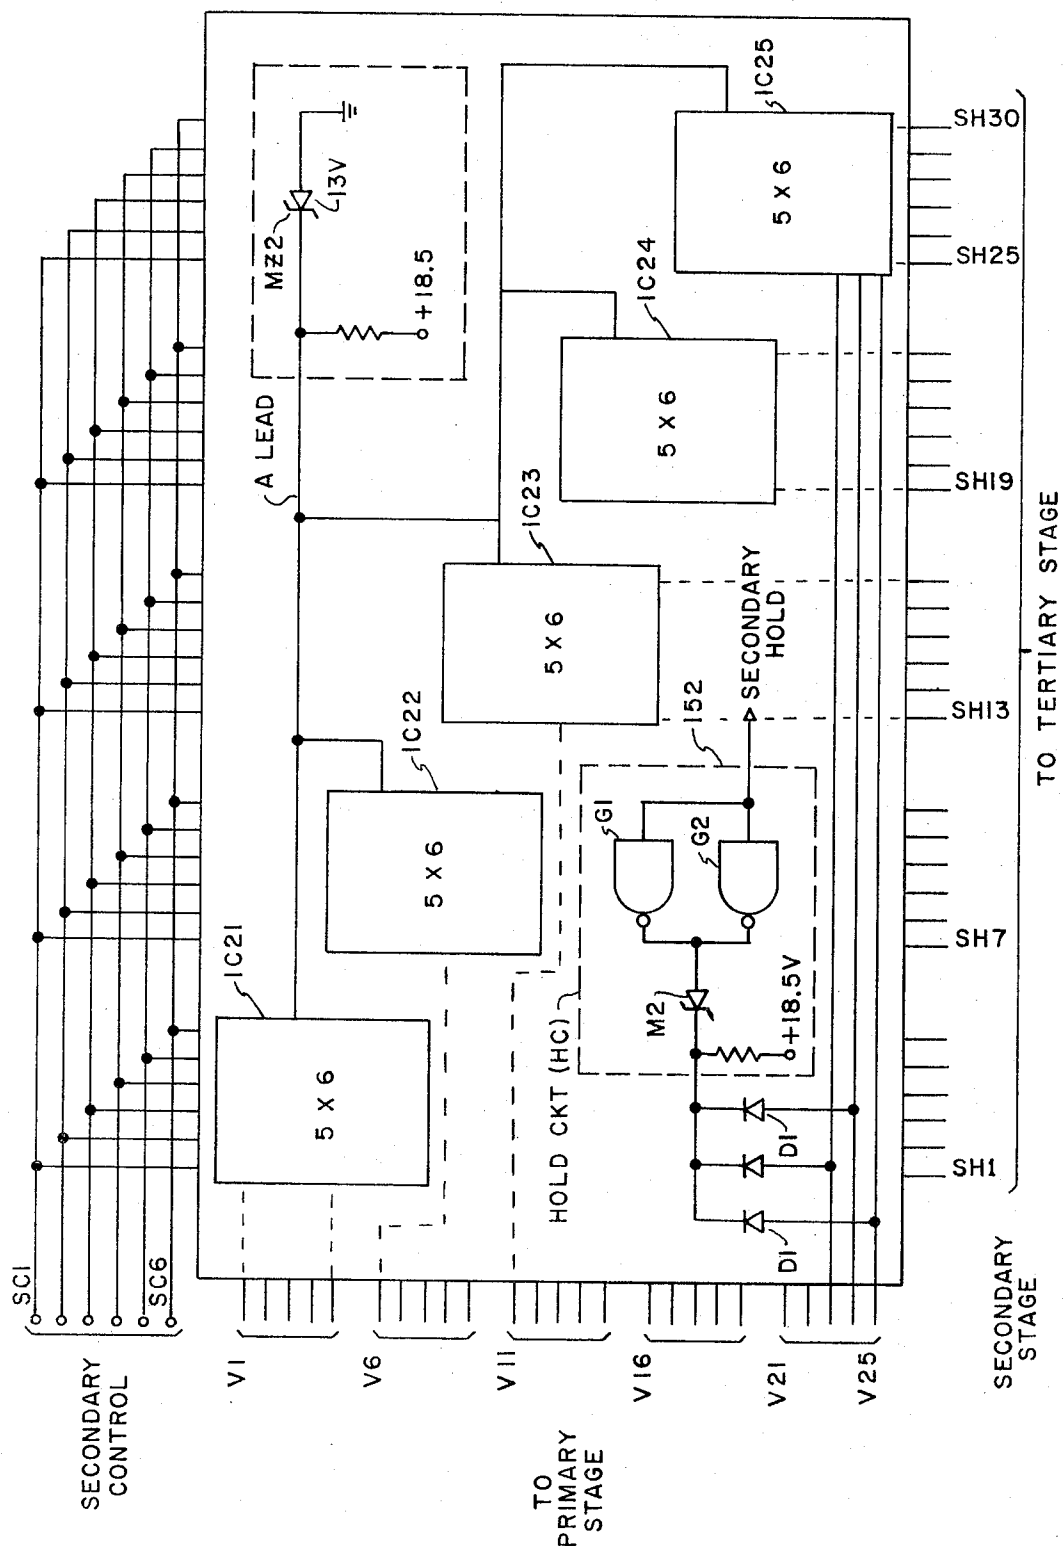 SECONDARY
CONTROL
SC1
SC6
V1
V6
V11
V16
V21
V25
TO
PRIMARY
STAGE
SECONDARY
STAGE
IC21
5 X 6
IC22
5 X 6
IC23
5 X 6
IC24
5 X 6
IC25
5 X 6
A LEAD
MZ2
13V
+18.5
HOLD CKT (HC)
152
G1
G2
M2
+18.5V
D1
D1
SECONDARY
HOLD
SH1
SH7
SH13
SH19
SH25
SH30
TO TERTIARY STAGE